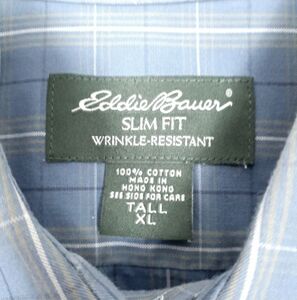 Eddie Bauer®
SLIM FIT
WRINKLE-RESISTANT
100% COTTON
MADE IN
HONG KONG
SEE SIDE FOR CARE
TALL
XL